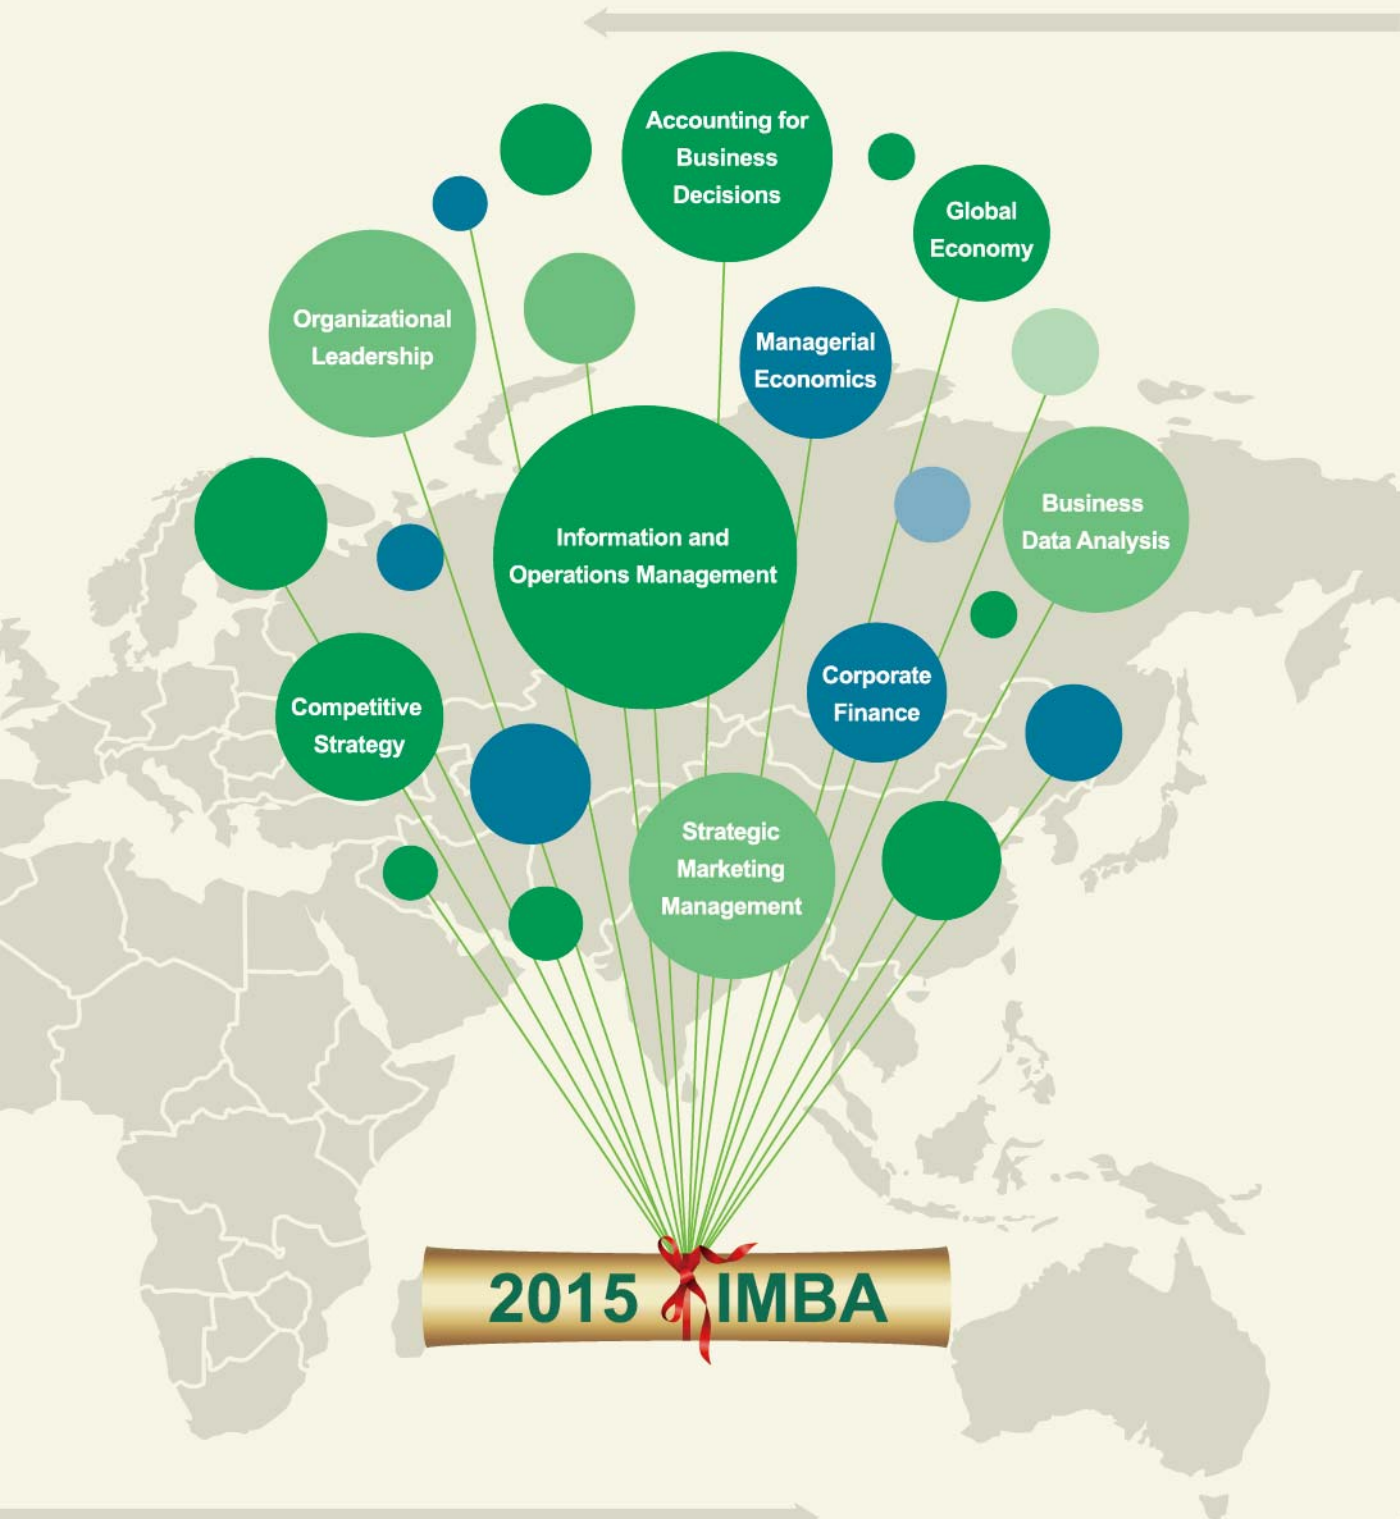 Accounting for
Business
Decisions
Global
Economy
Organizational
Leadership
Managerial
Economics
Business
Data Analysis
Information and
Operations Management
Corporate
Finance
Competitive
Strategy
Strategic
Marketing
Management
2015 IMBA